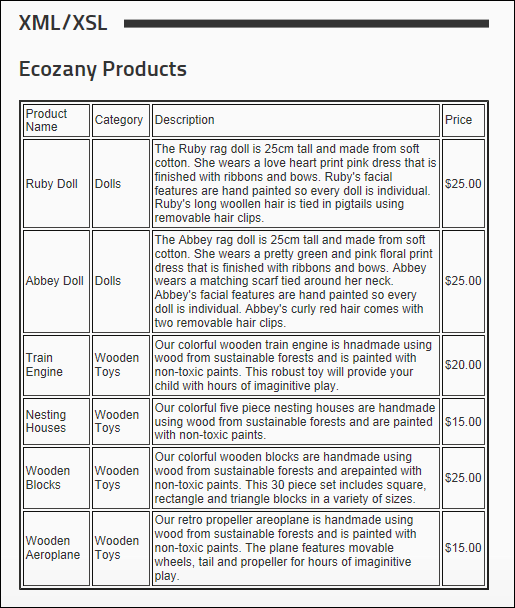 XML/XSL
Ecozany Products
Product
Name
Category
Description
Price
Ruby Doll
Dolls
The Ruby rag doll is 25cm tall and made from soft
cotton. She wears a love heart print pink dress that is
finished with ribbons and bows. Ruby's facial
features are hand painted so every doll is individual.
Ruby's long woollen hair is tied in pigtails using
removable hair clips.
$25.00
Abbey Doll
Dolls
The Abbey rag doll is 25cm tall and made from soft
cotton. She wears a pretty green and pink floral print
dress that is finished with ribbons and bows. Abbey
wears a matching scarf tied around her neck.
Abbey's facial features are hand painted so every
doll is individual. Abbey's curly red hair comes with
two removable hair clips.
$25.00
Train
Engine
Wooden
Toys
Our colorful wooden train engine is hnadmade using
wood from sustainable forests and is painted with
non-toxic paints. This robust toy will provide your
child with hours of imaginitive play.
$20.00
Nesting
Houses
Wooden
Toys
Our colorful five piece nesting houses are handmade
using wood from sustainable forests and are painted
with non-toxic paints.
$15.00
Wooden
Blocks
Wooden
Toys
Our colorful wooden blocks are handmade using
wood from sustainable forests and arepainted with
non-toxic paints. This 30 piece set includes square,
rectangle and triangle blocks in a variety of sizes.
$25.00
Wooden
Aeroplane
Wooden
Toys
Our retro propeller areoplane is handmade using
wood from sustainable forests and is painted with
non-toxic paints. The plane features movable
wheels, tail and propeller for hours of imaginitive
play.
$15.00